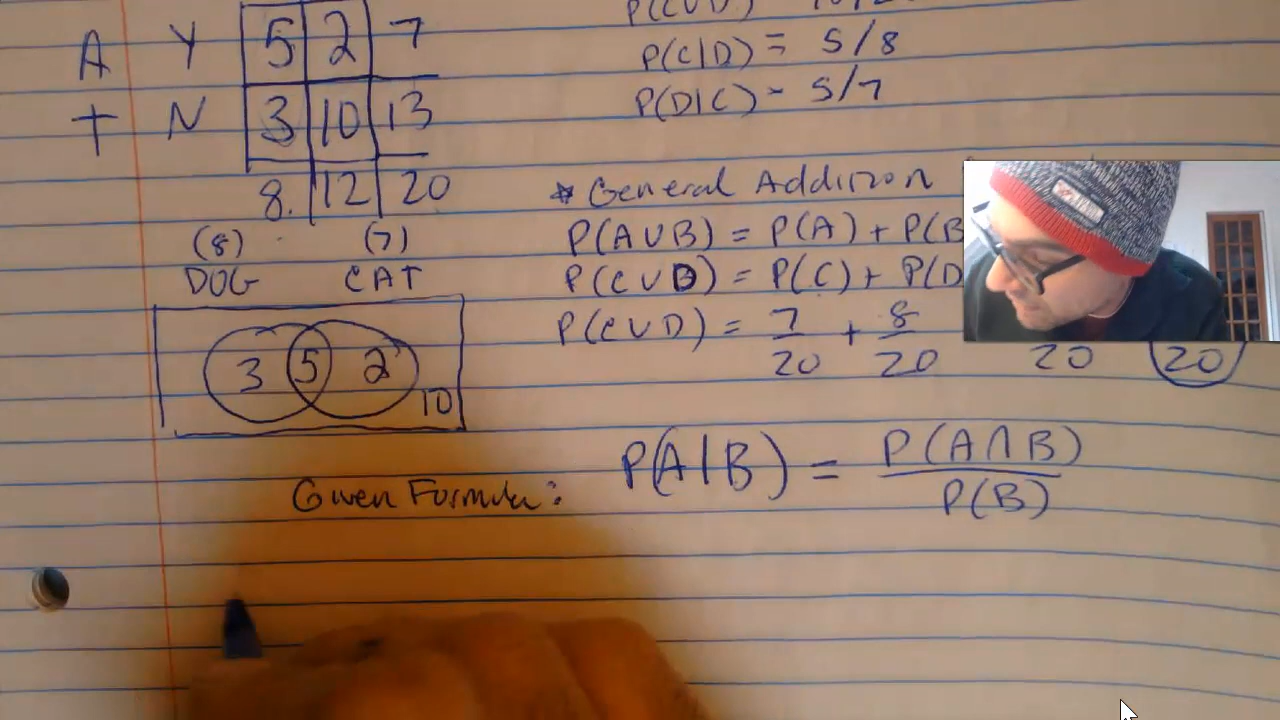 A Y 5 2 7
T N 3 10 13
8. 12 20
(8) (7)
DOG CAT
3 5 2
10
P(CUD)
P(C|D) = 5/8
P(D|C) - 5/7
* General Addition
P(A∪B) = P(A) + P(B
P(C∪D) = P(C) + P(D
P(C∪D) = 7/20 + 8/20 20 20
Given Formula: P(A|B) = P(A∩B)/P(B)